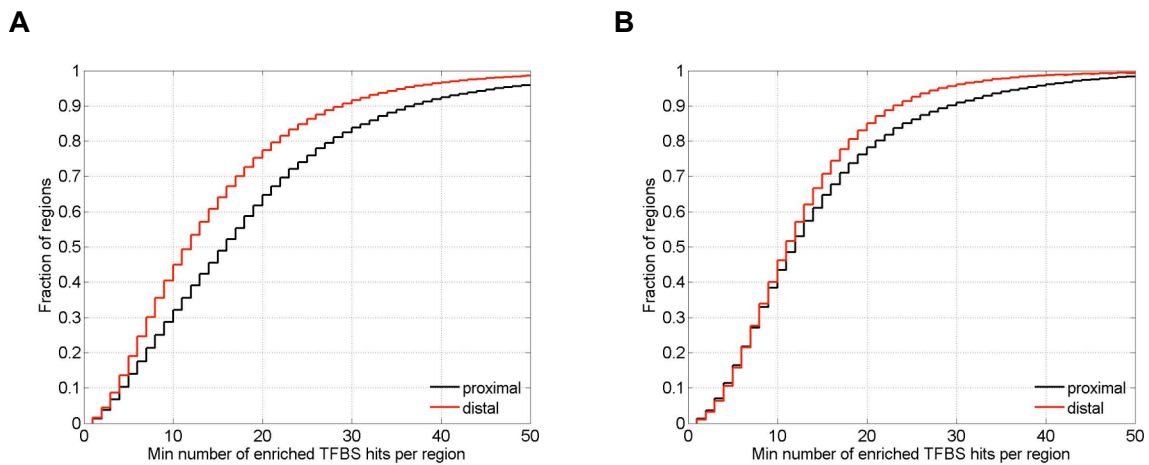 A
B
1
0.9
0.8
0.7
0.6
0.5
0.4
0.3
0.2
0.1
0
Fraction of regions
0 10 20 30 40 50
Min number of enriched TFBS hits per region
proximal
distal
1
0.9
0.8
0.7
0.6
0.5
0.4
0.3
0.2
0.1
0
Fraction of regions
0 10 20 30 40 50
Min number of enriched TFBS hits per region
proximal
distal